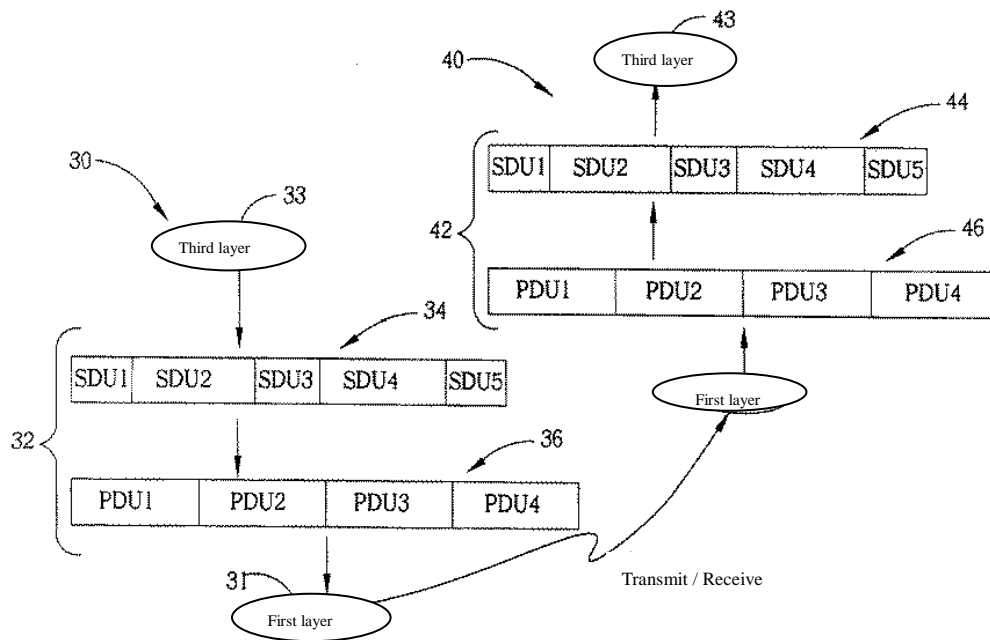 43
Third layer
40
44
SDU1 SDU2 SDU3 SDU4 SDU5
30
33
42
46
Third layer
PDU1 PDU2 PDU3 PDU4
34
SDU1 SDU2 SDU3 SDU4 SDU5
First layer
32
36
PDU1 PDU2 PDU3 PDU4
31
Transmit / Receive
First layer